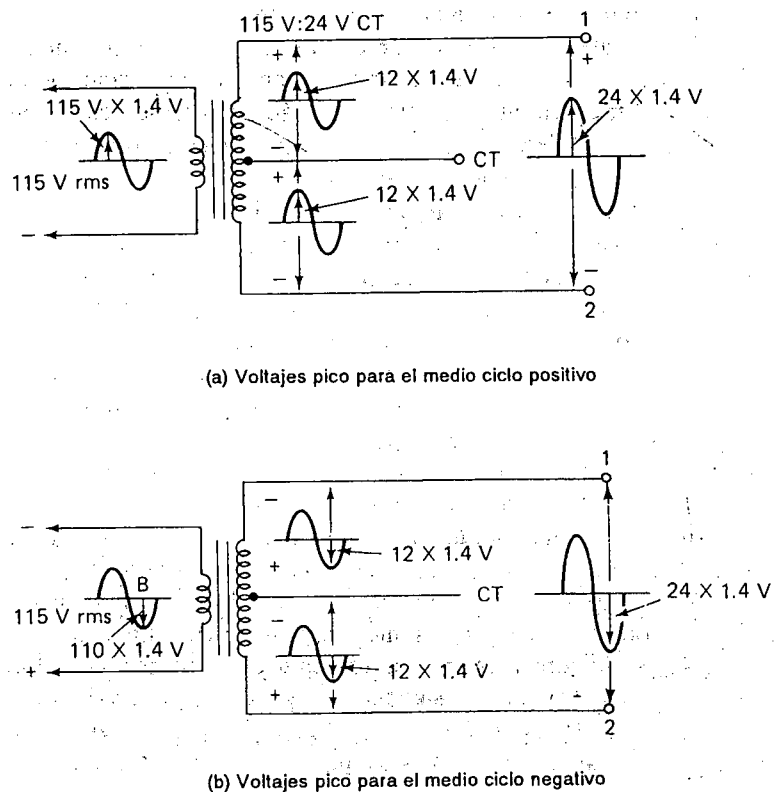 115 V:24 V CT
1
+
+
12 X 1.4 V
24 X 1.4 V
115 V X 1.4 V
−
CT
+
12 X 1.4 V
115 V rms
−
−
−
2
(a) Voltajes pico para el medio ciclo positivo
1
−
−
12 X 1.4 V
+
B
CT
24 X 1.4 V
115 V rms
−
110 X 1.4 V
12 X 1.4 V
+
+
2
(b) Voltajes pico para el medio ciclo negativo